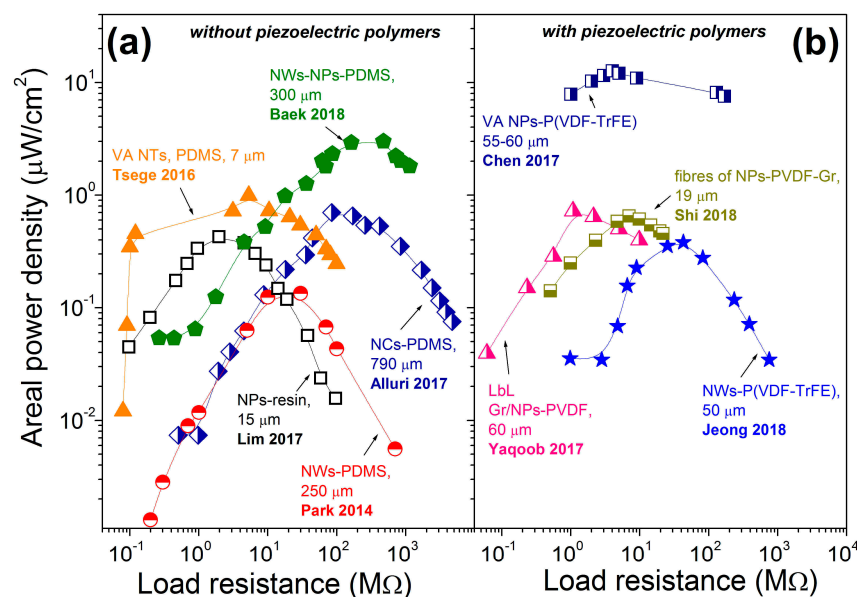 (a)
without piezoelectric polymers
NWs-NPs-PDMS,
300 μm
Baek 2018
VA NTs, PDMS, 7 μm
Tsege 2016
NCs-PDMS,
790 μm
Alluri 2017
NPs-resin,
15 μm
Lim 2017
NWs-PDMS,
250 μm
Park 2014
with piezoelectric polymers
(b)
VA NPs-P(VDF-TrFE)
55-60 μm
Chen 2017
fibres of NPs-PVDF-Gr,
19 μm
Shi 2018
LbL
Gr/NPs-PVDF,
60 μm
Yaqoob 2017
NWs-P(VDF-TrFE),
50 μm
Jeong 2018
Areal power density (μW/cm²)
10¹
10⁰
10⁻¹
10⁻²
10⁻¹ 10⁰ 10¹ 10² 10³
Load resistance (MΩ)
10⁻¹ 10⁰ 10¹ 10² 10³
Load resistance (MΩ)